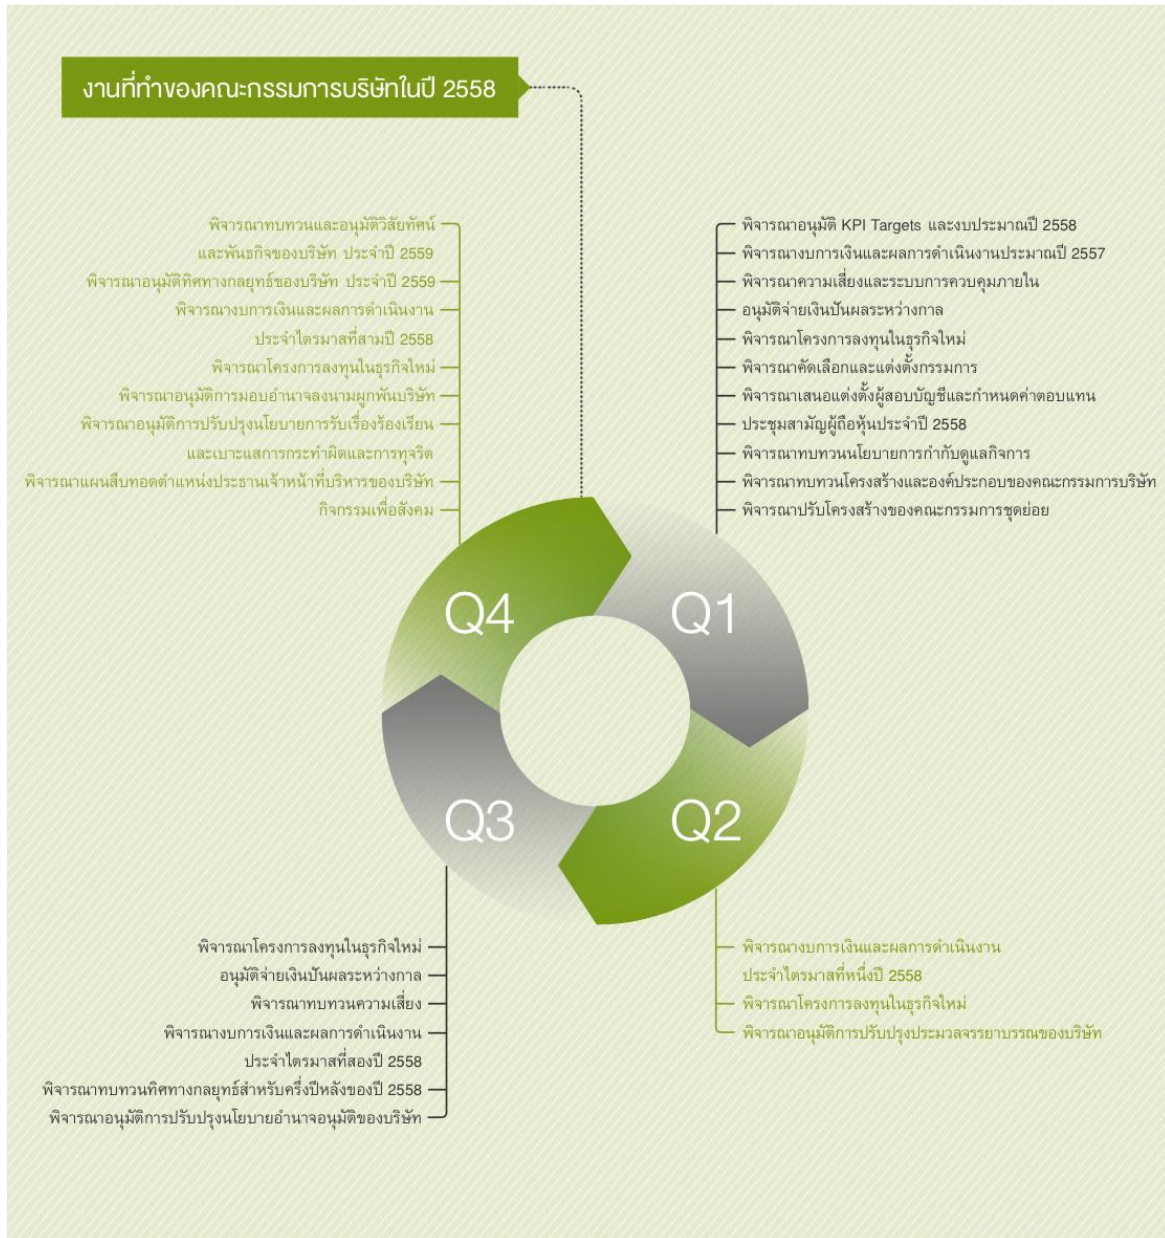 งานที่ทำของคณะกรรมการบริษัทในปี 2558
พิจารณาทบทวนและอนุมัติวิสัยทัศน์
และพันธกิจของบริษัท ประจำปี 2559
พิจารณาอนุมัติทิศทางกลยุทธ์ของบริษัท ประจำปี 2559
พิจารณางบการเงินและผลการดำเนินงาน
ประจำไตรมาสที่สามปี 2558
พิจารณาโครงการลงทุนในธุรกิจใหม่
พิจารณาอนุมัติการมอบอำนาจลงนามผูกพันบริษัท
พิจารณาอนุมัติการปรับปรุงนโยบายการรับเรื่องร้องเรียน
และเบาะแสการกระทำผิดและการทุจริต
พิจารณาแผนสืบทอดตำแหน่งประธานเจ้าหน้าที่บริหารของบริษัท
กิจกรรมเพื่อสังคม
พิจารณาอนุมัติ KPI Targets และงบประมาณปี 2558
พิจารณางบการเงินและผลการดำเนินงานประมาณปี 2557
พิจารณาความเสี่ยงและระบบการควบคุมภายใน
อนุมัติจ่ายเงินปันผลระหว่างกาล
พิจารณาโครงการลงทุนในธุรกิจใหม่
พิจารณาคัดเลือกและแต่งตั้งกรรมการ
พิจารณาเสนอแต่งตั้งผู้สอบบัญชีและกำหนดค่าตอบแทน
ประชุมสามัญผู้ถือหุ้นประจำปี 2558
พิจารณาทบทวนนโยบายการกำกับดูแลกิจการ
พิจารณาทบทวนโครงสร้างและองค์ประกอบของคณะกรรมการบริษัท
พิจารณาปรับโครงสร้างของคณะกรรมการชุดย่อย
Q4
Q1
Q3
Q2
พิจารณาโครงการลงทุนในธุรกิจใหม่
อนุมัติจ่ายเงินปันผลระหว่างกาล
พิจารณาทบทวนความเสี่ยง
พิจารณางบการเงินและผลการดำเนินงาน
ประจำไตรมาสที่สองปี 2558
พิจารณาทบทวนทิศทางกลยุทธ์สำหรับครึ่งปีหลังของปี 2558
พิจารณาอนุมัติการปรับปรุงนโยบายอำนาจอนุมัติของบริษัท
พิจารณางบการเงินและผลการดำเนินงาน
ประจำไตรมาสที่หนึ่งปี 2558
พิจารณาโครงการลงทุนในธุรกิจใหม่
พิจารณาอนุมัติการปรับปรุงประมวลจรรยาบรรณของบริษัท